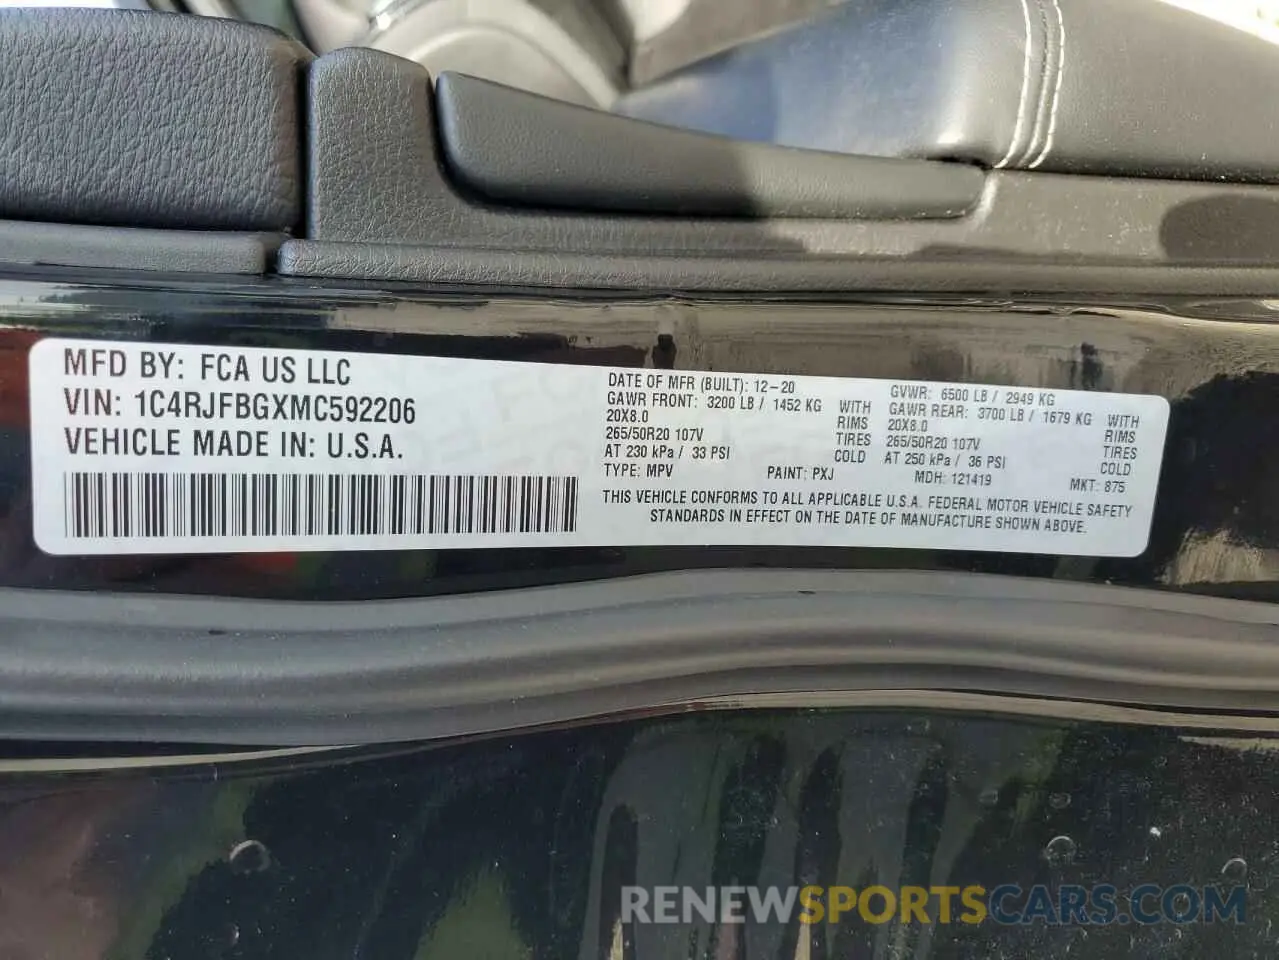 MFD BY: FCA US LLC
VIN: 1C4RJFBGXMC592206
VEHICLE MADE IN: U.S.A.
DATE OF MFR (BUILT): 12-20
GAWR FRONT: 3200 LB / 1452 KG WITH
20X8.0 RIMS
265/50R20 107V TIRES
AT 230 kPa / 33 PSI COLD
GVWR: 6500 LB / 2949 KG
GAWR REAR: 3700 LB / 1679 KG WITH
20X8.0 RIMS
265/50R20 107V TIRES
AT 250 kPa / 36 PSI COLD
TYPE: MPV PAINT: PXJ MDH: 121419 MKT: 875
THIS VEHICLE CONFORMS TO ALL APPLICABLE U.S.A. FEDERAL MOTOR VEHICLE SAFETY
STANDARDS IN EFFECT ON THE DATE OF MANUFACTURE SHOWN ABOVE.
RENEWSPORTSCARS.COM